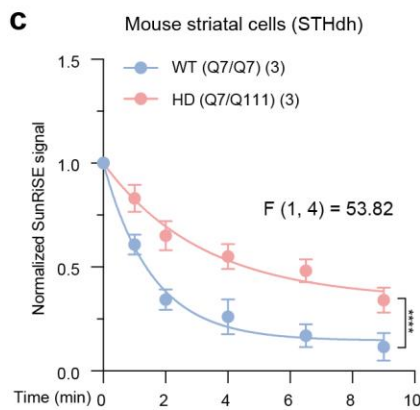 c
Mouse striatal cells (STHdh)
1.5
WT (Q7/Q7) (3)
HD (Q7/Q111) (3)
1.0
Normalized SunRiSE signal
F (1, 4) = 53.82
0.5
****
0.0
Time (min) 0 2 4 6 8 10